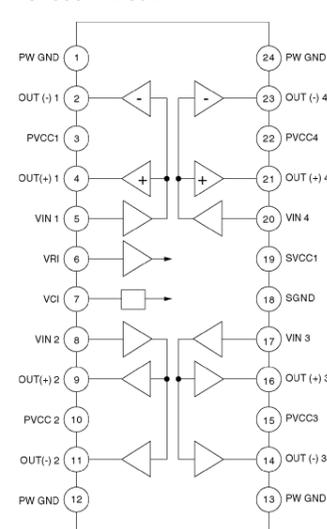 PW GND 1
24 PW GND
OUT (-) 1 2
-
-
23 OUT (-) 4
PVCC1 3
22 PVCC4
OUT(+) 1 4
+
+
21 OUT (+) 4
VIN 1 5
20 VIN 4
VRI 6
19 SVCC1
VCI 7
18 SGND
VIN 2 8
17 VIN 3
OUT(+) 2 9
16 OUT (+) 3
PVCC 2 10
15 PVCC3
OUT(-) 2 11
14 OUT (-) 3
PW GND 12
13 PW GND